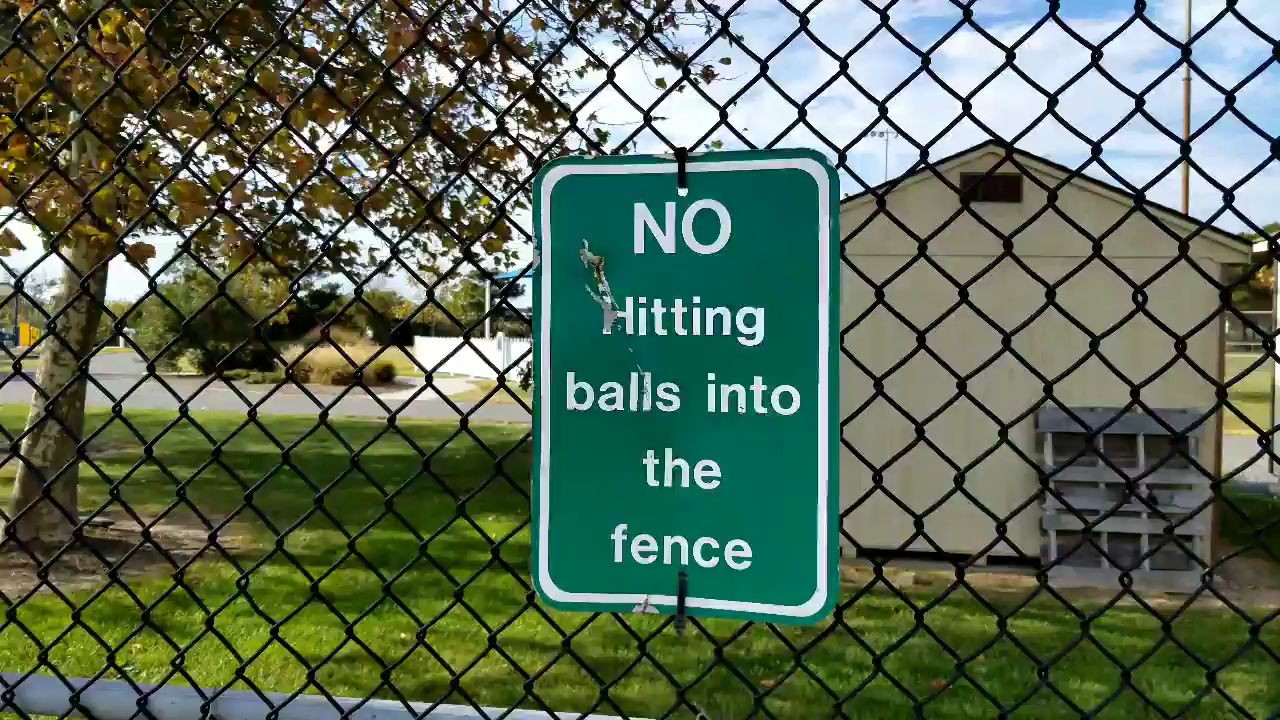 NO
Hitting
balls into
the
fence